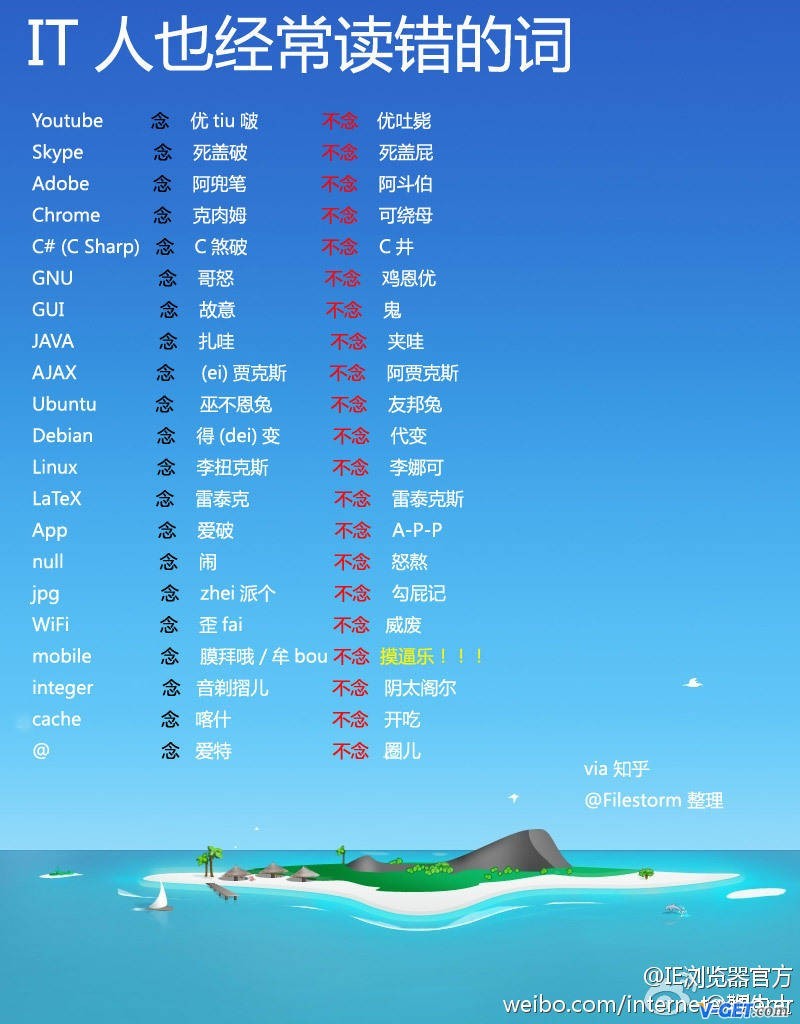 IT 人也经常读错的词
Youtube 念 优 tiu 啵 不念 优吐毙
Skype 念 死盖破 不念 死盖屁
Adobe 念 阿兜笔 不念 阿斗伯
Chrome 念 克肉姆 不念 可绕母
C# (C Sharp) 念 C 煞破 不念 C 井
GNU 念 哥怒 不念 鸡恩优
GUI 念 故意 不念 鬼
JAVA 念 扎哇 不念 夹哇
AJAX 念 (ei) 贾克斯 不念 阿贾克斯
Ubuntu 念 巫不恩兔 不念 友邦兔
Debian 念 得 (dei) 变 不念 代变
Linux 念 李扭克斯 不念 李娜可
LaTeX 念 雷泰克 不念 雷泰克斯
App 念 爱破 不念 A-P-P
null 念 闹 不念 怒熬
jpg 念 zhei 派个 不念 勾屁记
WiFi 念 歪 fai 不念 威废
mobile 念 膜拜哦 / 牟 bou 不念 摸逼乐！！！
integer 念 音剃摺儿 不念 阴太阁尔
cache 念 喀什 不念 开吃
@ 念 爱特 不念 圈儿
via 知乎
@Filestorm 整理
@IE浏览器官方
weibo.com/internet
V-GET.com